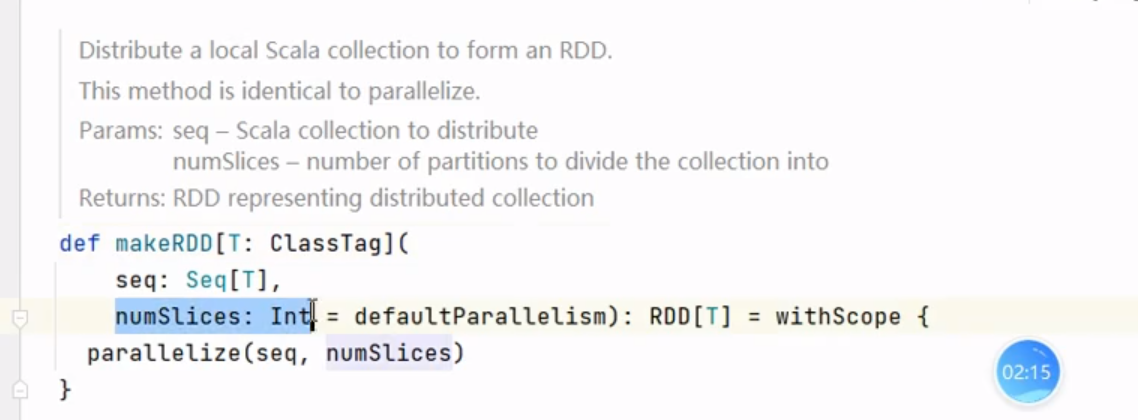 Distribute a local Scala collection to form an RDD.
This method is identical to parallelize.
Params: seq – Scala collection to distribute
numSlices – number of partitions to divide the collection into
Returns: RDD representing distributed collection
def makeRDD[T: ClassTag](
seq: Seq[T],
numSlices: Int = defaultParallelism): RDD[T] = withScope {
parallelize(seq, numSlices)
}
02:15